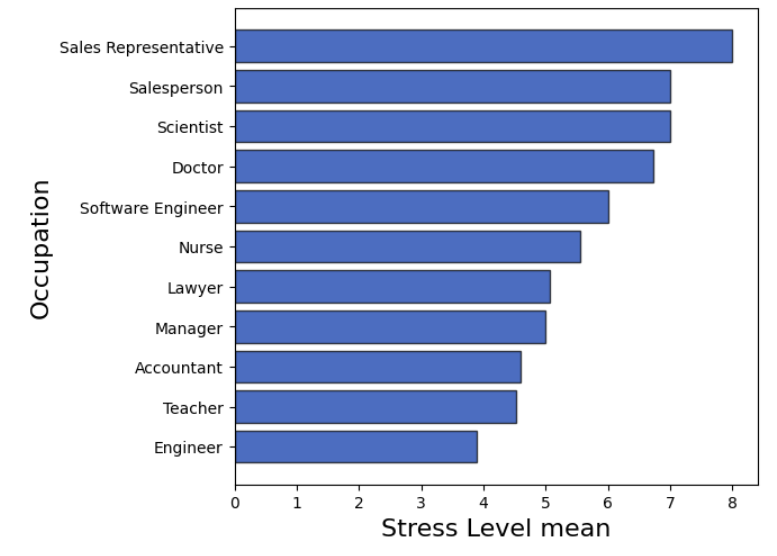 Sales Representative
Salesperson
Scientist
Doctor
Software Engineer
Nurse
Lawyer
Manager
Accountant
Teacher
Engineer
Occupation
0 1 2 3 4 5 6 7 8
Stress Level mean